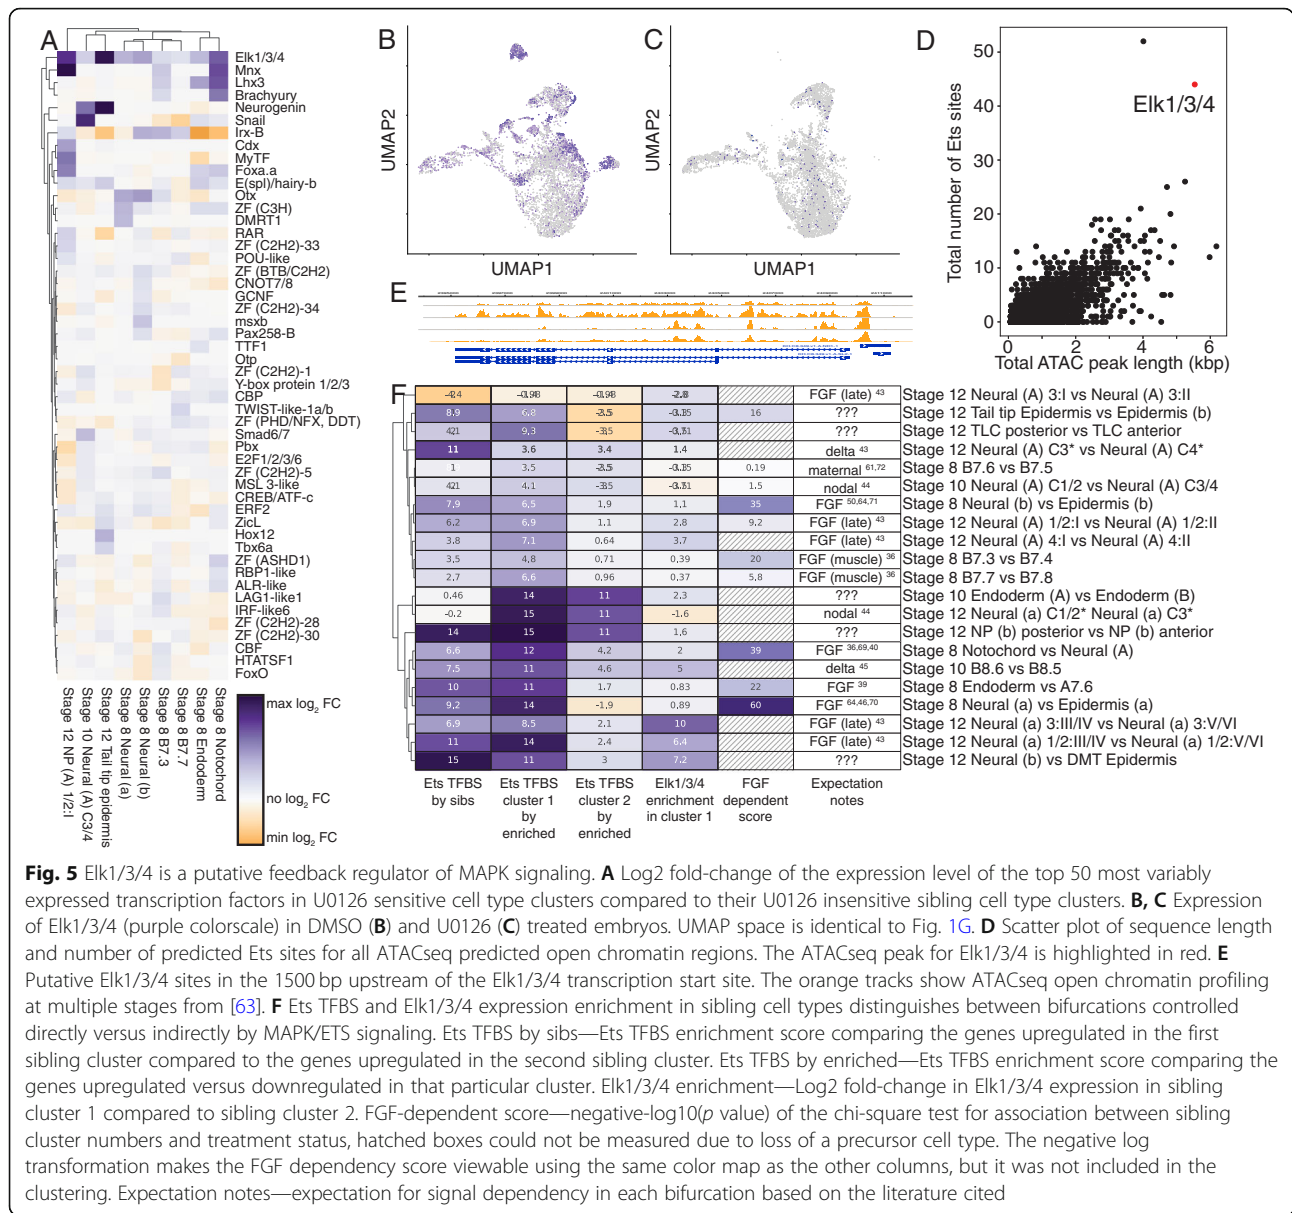 A
Elk1/3/4
Mnx
Lhx3
Brachyury
Neurogenin
Snail
Irx-B
Cdx
MyTF
Foxa.a
E(spl)/hairy-b
Otx
ZF (C3H)
DMRT1
RAR
ZF (C2H2)-33
POU-like
ZF (BTB/C2H2)
CNOT7/8
GCNF
ZF (C2H2)-34
msxb
Pax258-B
TTF1
Otp
ZF (C2H2)-1
Y-box protein 1/2/3
CBP
TWIST-like-1a/b
ZF (PHD/NFX, DDT)
Smad6/7
Pbx
E2F1/2/3/6
ZF (C2H2)-5
MSL 3-like
CREB/ATF-c
ERF2
ZicL
Hox12
Tbx6a
ZF (ASHD1)
RBP1-like
ALR-like
LAG1-like1
IRF-like6
ZF (C2H2)-28
ZF (C2H2)-30
CBF
HTATSF1
FoxO
Stage 12 NP (A) 1/2:I
Stage 10 Neural (A) C3/4
Stage 12 Tail tip epidermis
Stage 8 Neural (a)
Stage 8 Neural (b)
Stage 8 B7.3
Stage 8 B7.7
Stage 8 Endoderm
Stage 8 Notochord
max log2 FC
no log2 FC
min log2 FC
B
UMAP2
UMAP1
C
UMAP2
UMAP1
D
Total number of Ets sites
50
40
30
20
10
0
Elk1/3/4
0 2 4 6
Total ATAC peak length (kbp)
E
F
FGF (late) 43 Stage 12 Neural (A) 3:I vs Neural (A) 3:II
8.9 6.8 16 ??? Stage 12 Tail tip Epidermis vs Epidermis (b)
9.3 ??? Stage 12 TLC posterior vs TLC anterior
11 3.6 3.4 1.4 delta 43 Stage 12 Neural (A) C3* vs Neural (A) C4*
1 3.5 0.19 maternal 61,72 Stage 8 B7.6 vs B7.5
4.1 1.5 nodal 44 Stage 10 Neural (A) C1/2 vs Neural (A) C3/4
7.9 6.5 1.9 1.1 35 FGF 50,64,71 Stage 8 Neural (b) vs Epidermis (b)
6.2 6.9 1.1 2.8 9.2 FGF (late) 43 Stage 12 Neural (A) 1/2:I vs Neural (A) 1/2:II
3.8 7.1 0.64 3.7 FGF (late) 43 Stage 12 Neural (A) 4:I vs Neural (A) 4:II
3.5 4.8 0.71 0.39 20 FGF (muscle) 36 Stage 8 B7.3 vs B7.4
2.7 6.6 0.96 0.37 5.8 FGF (muscle) 36 Stage 8 B7.7 vs B7.8
0.46 14 11 2.3 ??? Stage 10 Endoderm (A) vs Endoderm (B)
-0.2 15 11 -1.6 nodal 44 Stage 12 Neural (a) C1/2* Neural (a) C3*
14 15 11 1.6 ??? Stage 12 NP (b) posterior vs NP (b) anterior
6.6 12 4.2 2 39 FGF 36,69,40 Stage 8 Notochord vs Neural (A)
7.5 11 4.6 5 delta 45 Stage 10 B8.6 vs B8.5
10 11 1.7 0.83 22 FGF 39 Stage 8 Endoderm vs A7.6
9.2 14 -1.9 0.89 60 FGF 64,46,70 Stage 8 Neural (a) vs Epidermis (a)
6.9 8.5 2.1 10 FGF (late) 43 Stage 12 Neural (a) 3:III/IV vs Neural (a) 3:V/VI
11 14 2.4 6.4 FGF (late) 43 Stage 12 Neural (a) 1/2:III/IV vs Neural (a) 1/2:V/VI
15 11 3 7.2 ??? Stage 12 Neural (b) vs DMT Epidermis
Ets TFBS by sibs
Ets TFBS cluster 1 by enriched
Ets TFBS cluster 2 by enriched
Elk1/3/4 enrichment in cluster 1
FGF dependent score
Expectation notes
Fig. 5 Elk1/3/4 is a putative feedback regulator of MAPK signaling. A Log2 fold-change of the expression level of the top 50 most variably
expressed transcription factors in U0126 sensitive cell type clusters compared to their U0126 insensitive sibling cell type clusters. B, C Expression
of Elk1/3/4 (purple colorscale) in DMSO (B) and U0126 (C) treated embryos. UMAP space is identical to Fig. 1G. D Scatter plot of sequence length
and number of predicted Ets sites for all ATACseq predicted open chromatin regions. The ATACseq peak for Elk1/3/4 is highlighted in red. E
Putative Elk1/3/4 sites in the 1500 bp upstream of the Elk1/3/4 transcription start site. The orange tracks show ATACseq open chromatin profiling
at multiple stages from [63]. F Ets TFBS and Elk1/3/4 expression enrichment in sibling cell types distinguishes between bifurcations controlled
directly versus indirectly by MAPK/ETS signaling. Ets TFBS by sibs—Ets TFBS enrichment score comparing the genes upregulated in the first
sibling cluster compared to the genes upregulated in the second sibling cluster. Ets TFBS by enriched—Ets TFBS enrichment score comparing the
genes upregulated versus downregulated in that particular cluster. Elk1/3/4 enrichment—Log2 fold-change in Elk1/3/4 expression in sibling
cluster 1 compared to sibling cluster 2. FGF-dependent score—negative-log10(p value) of the chi-square test for association between sibling
cluster numbers and treatment status, hatched boxes could not be measured due to loss of a precursor cell type. The negative log
transformation makes the FGF dependency score viewable using the same color map as the other columns, but it was not included in the
clustering. Expectation notes—expectation for signal dependency in each bifurcation based on the literature cited